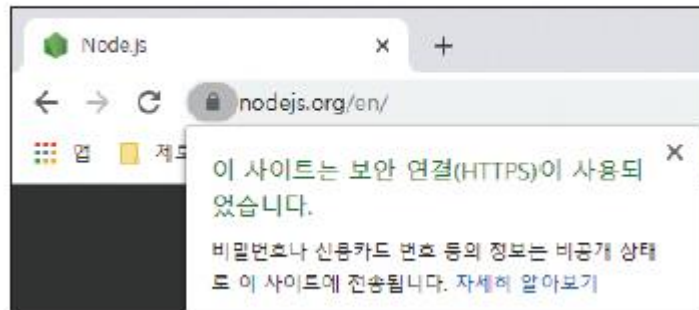 Node.js
nodejs.org/en/
앱
이 사이트는 보안 연결(HTTPS)이 사용되
었습니다.
비밀번호나 신용카드 번호 등의 정보는 비공개 상태
로 이 사이트에 전송됩니다. 자세히 알아보기